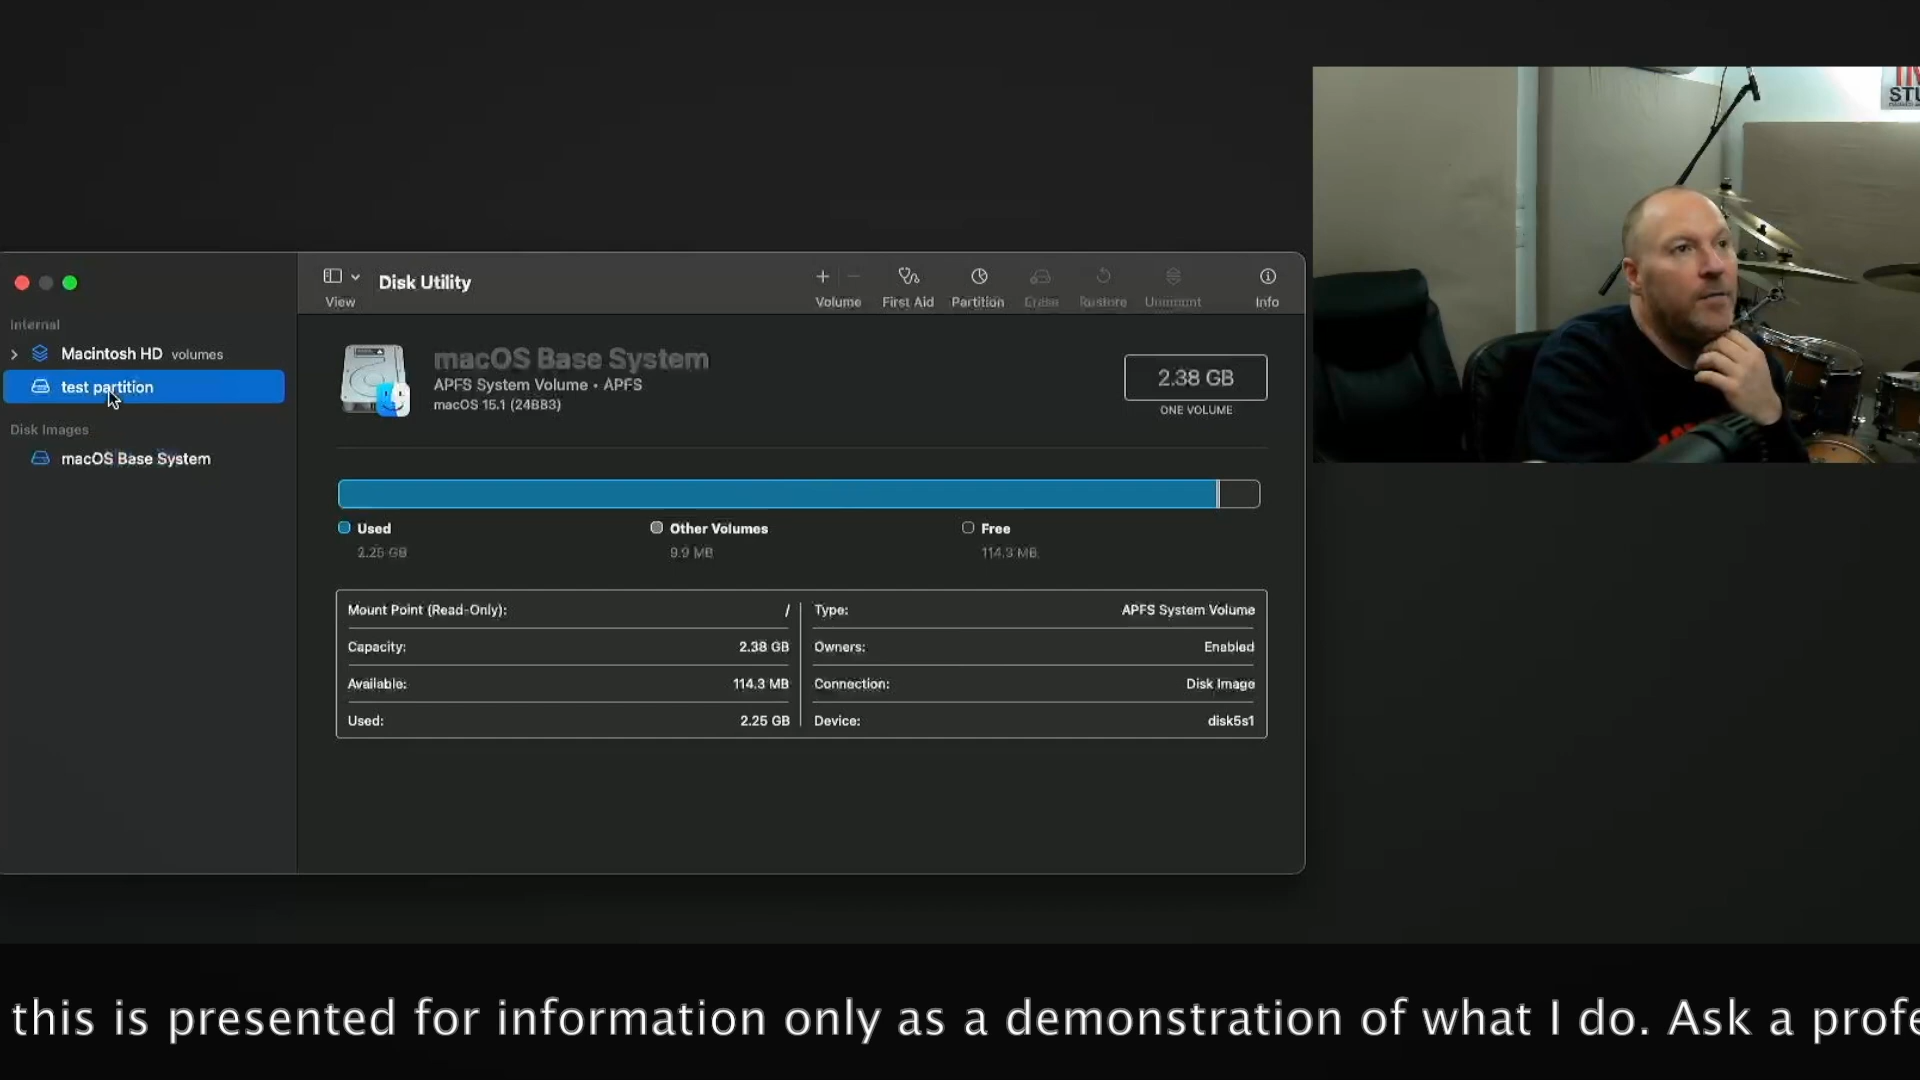 STU
View
Disk Utility
Volume
First Aid
Partition
Erase
Restore
Unmount
Info
Internal
Macintosh HD volumes
test partition
Disk Images
macOS Base System
macOS Base System
APFS System Volume • APFS
macOS 15.1 (24BB3)
2.38 GB
ONE VOLUME
Used
2.25 GB
Other Volumes
9.9 MB
Free
114.3 MB
Mount Point (Read-Only): /
Capacity: 2.38 GB
Available: 114.3 MB
Used: 2.25 GB
Type: APFS System Volume
Owners: Enabled
Connection: Disk Image
Device: disk5s1
this is presented for information only as a demonstration of what I do. Ask a profe